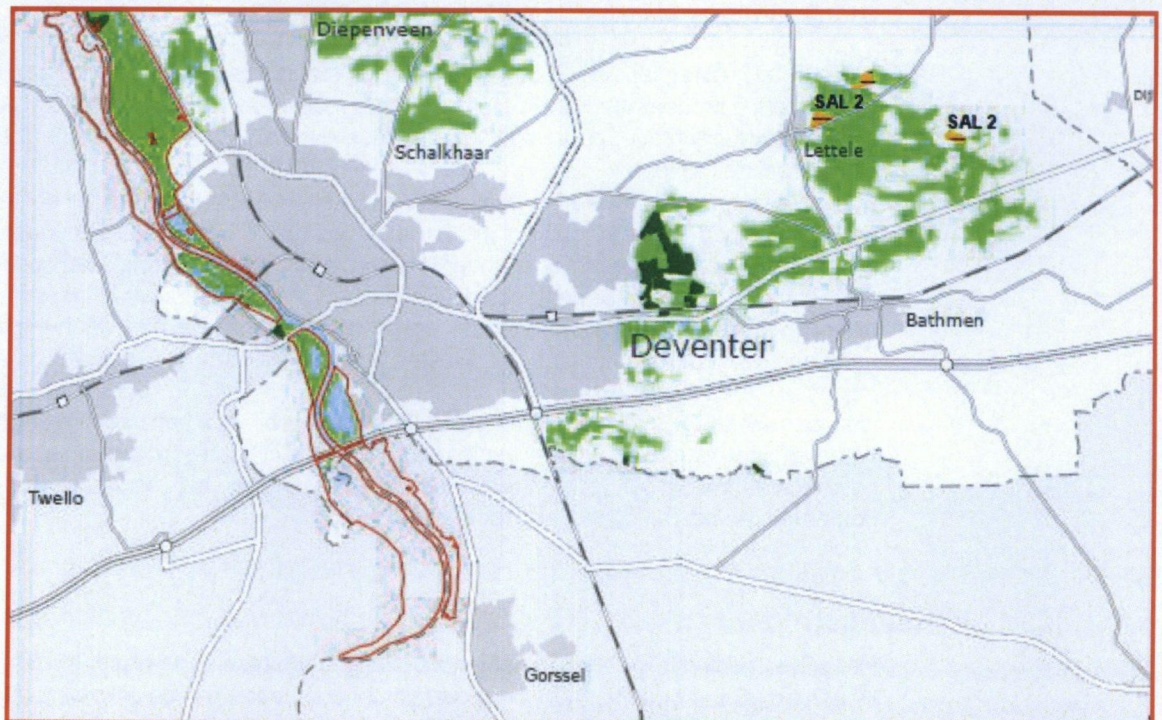 Diepenveen
SAL 2
SAL 2
Schalkhaar
Lettele
Bathmen
Deventer
Twello
Gorssel